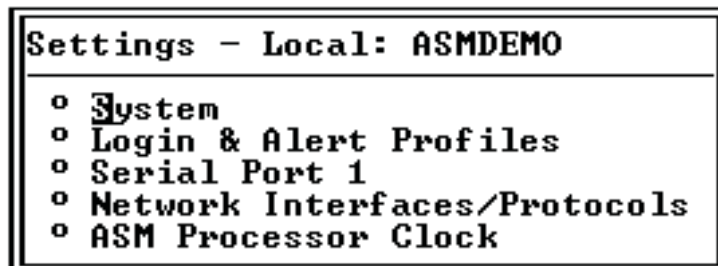 Settings - Local: ASMDEMO
° System
° Login & Alert Profiles
° Serial Port 1
° Network Interfaces/Protocols
° ASM Processor Clock